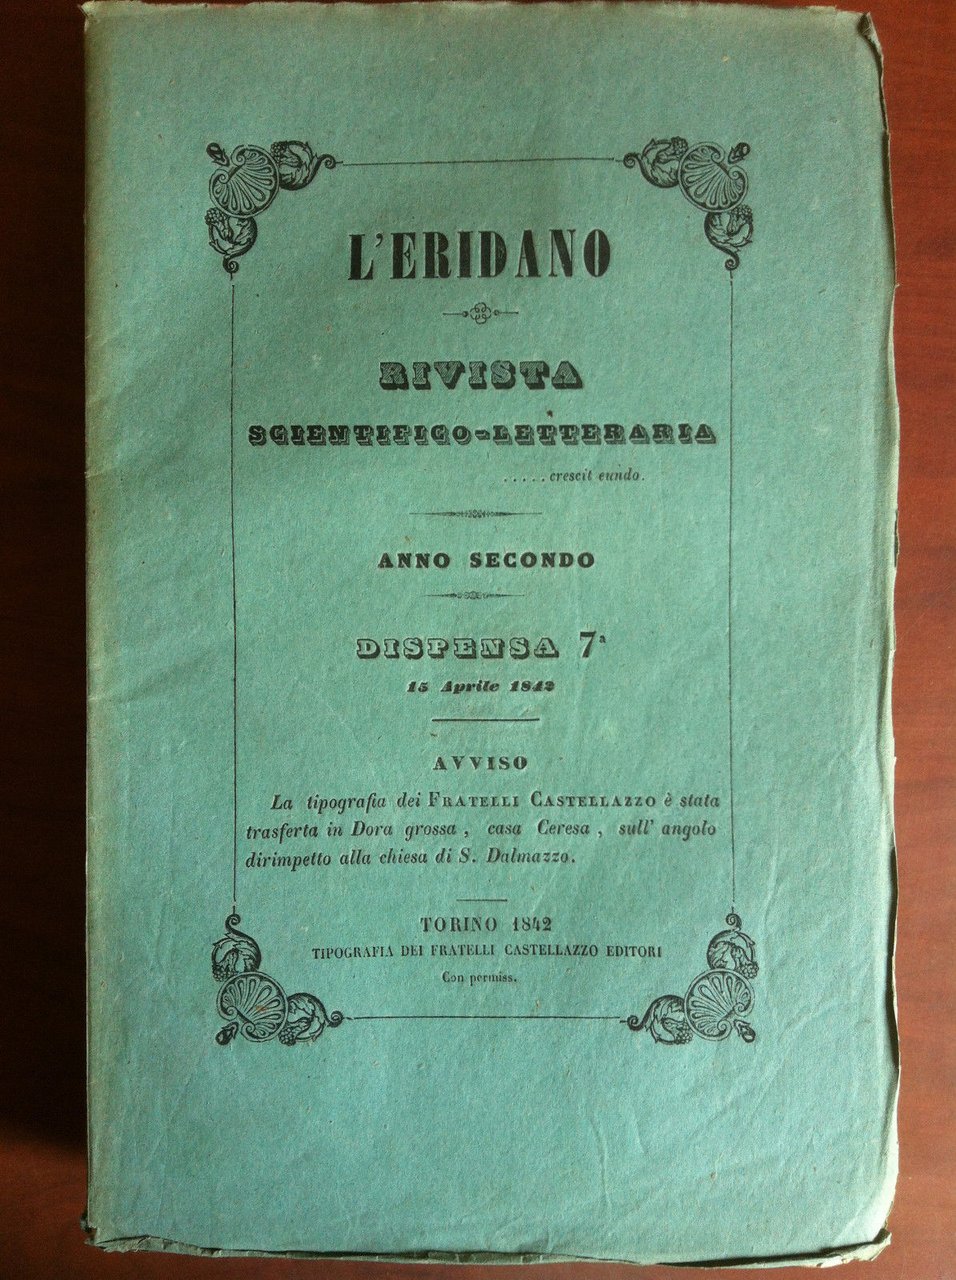 L'ERIDANO
RIVISTA
SCIENTIFICO-LETTERARIA
.....crescit eundo.
ANNO SECONDO
DISPENSA 7ª
15 Aprile 1842
AVVISO
La tipografia dei FRATELLI CASTELLAZZO è stata
trasferta in Dora grossa, casa Ceresa, sull' angolo
dirimpetto alla chiesa di S. Dalmazzo.
TORINO 1842
TIPOGRAFIA DEI FRATELLI CASTELLAZZO EDITORI
Con permiss.